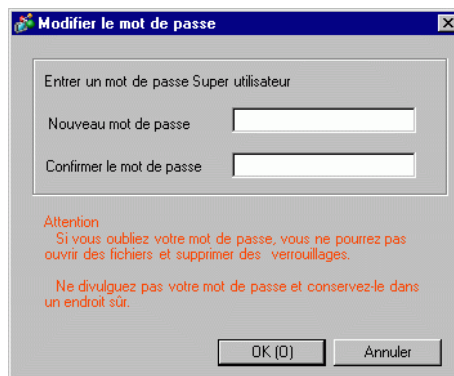 Modifier le mot de passe
Entrer un mot de passe Super utilisateur
Nouveau mot de passe
Confirmer le mot de passe
Attention
Si vous oubliez votre mot de passe, vous ne pourrez pas
ouvrir des fichiers et supprimer des verrouillages.
Ne divulguez pas votre mot de passe et conservez-le dans
un endroit sûr.
OK (O)
Annuler